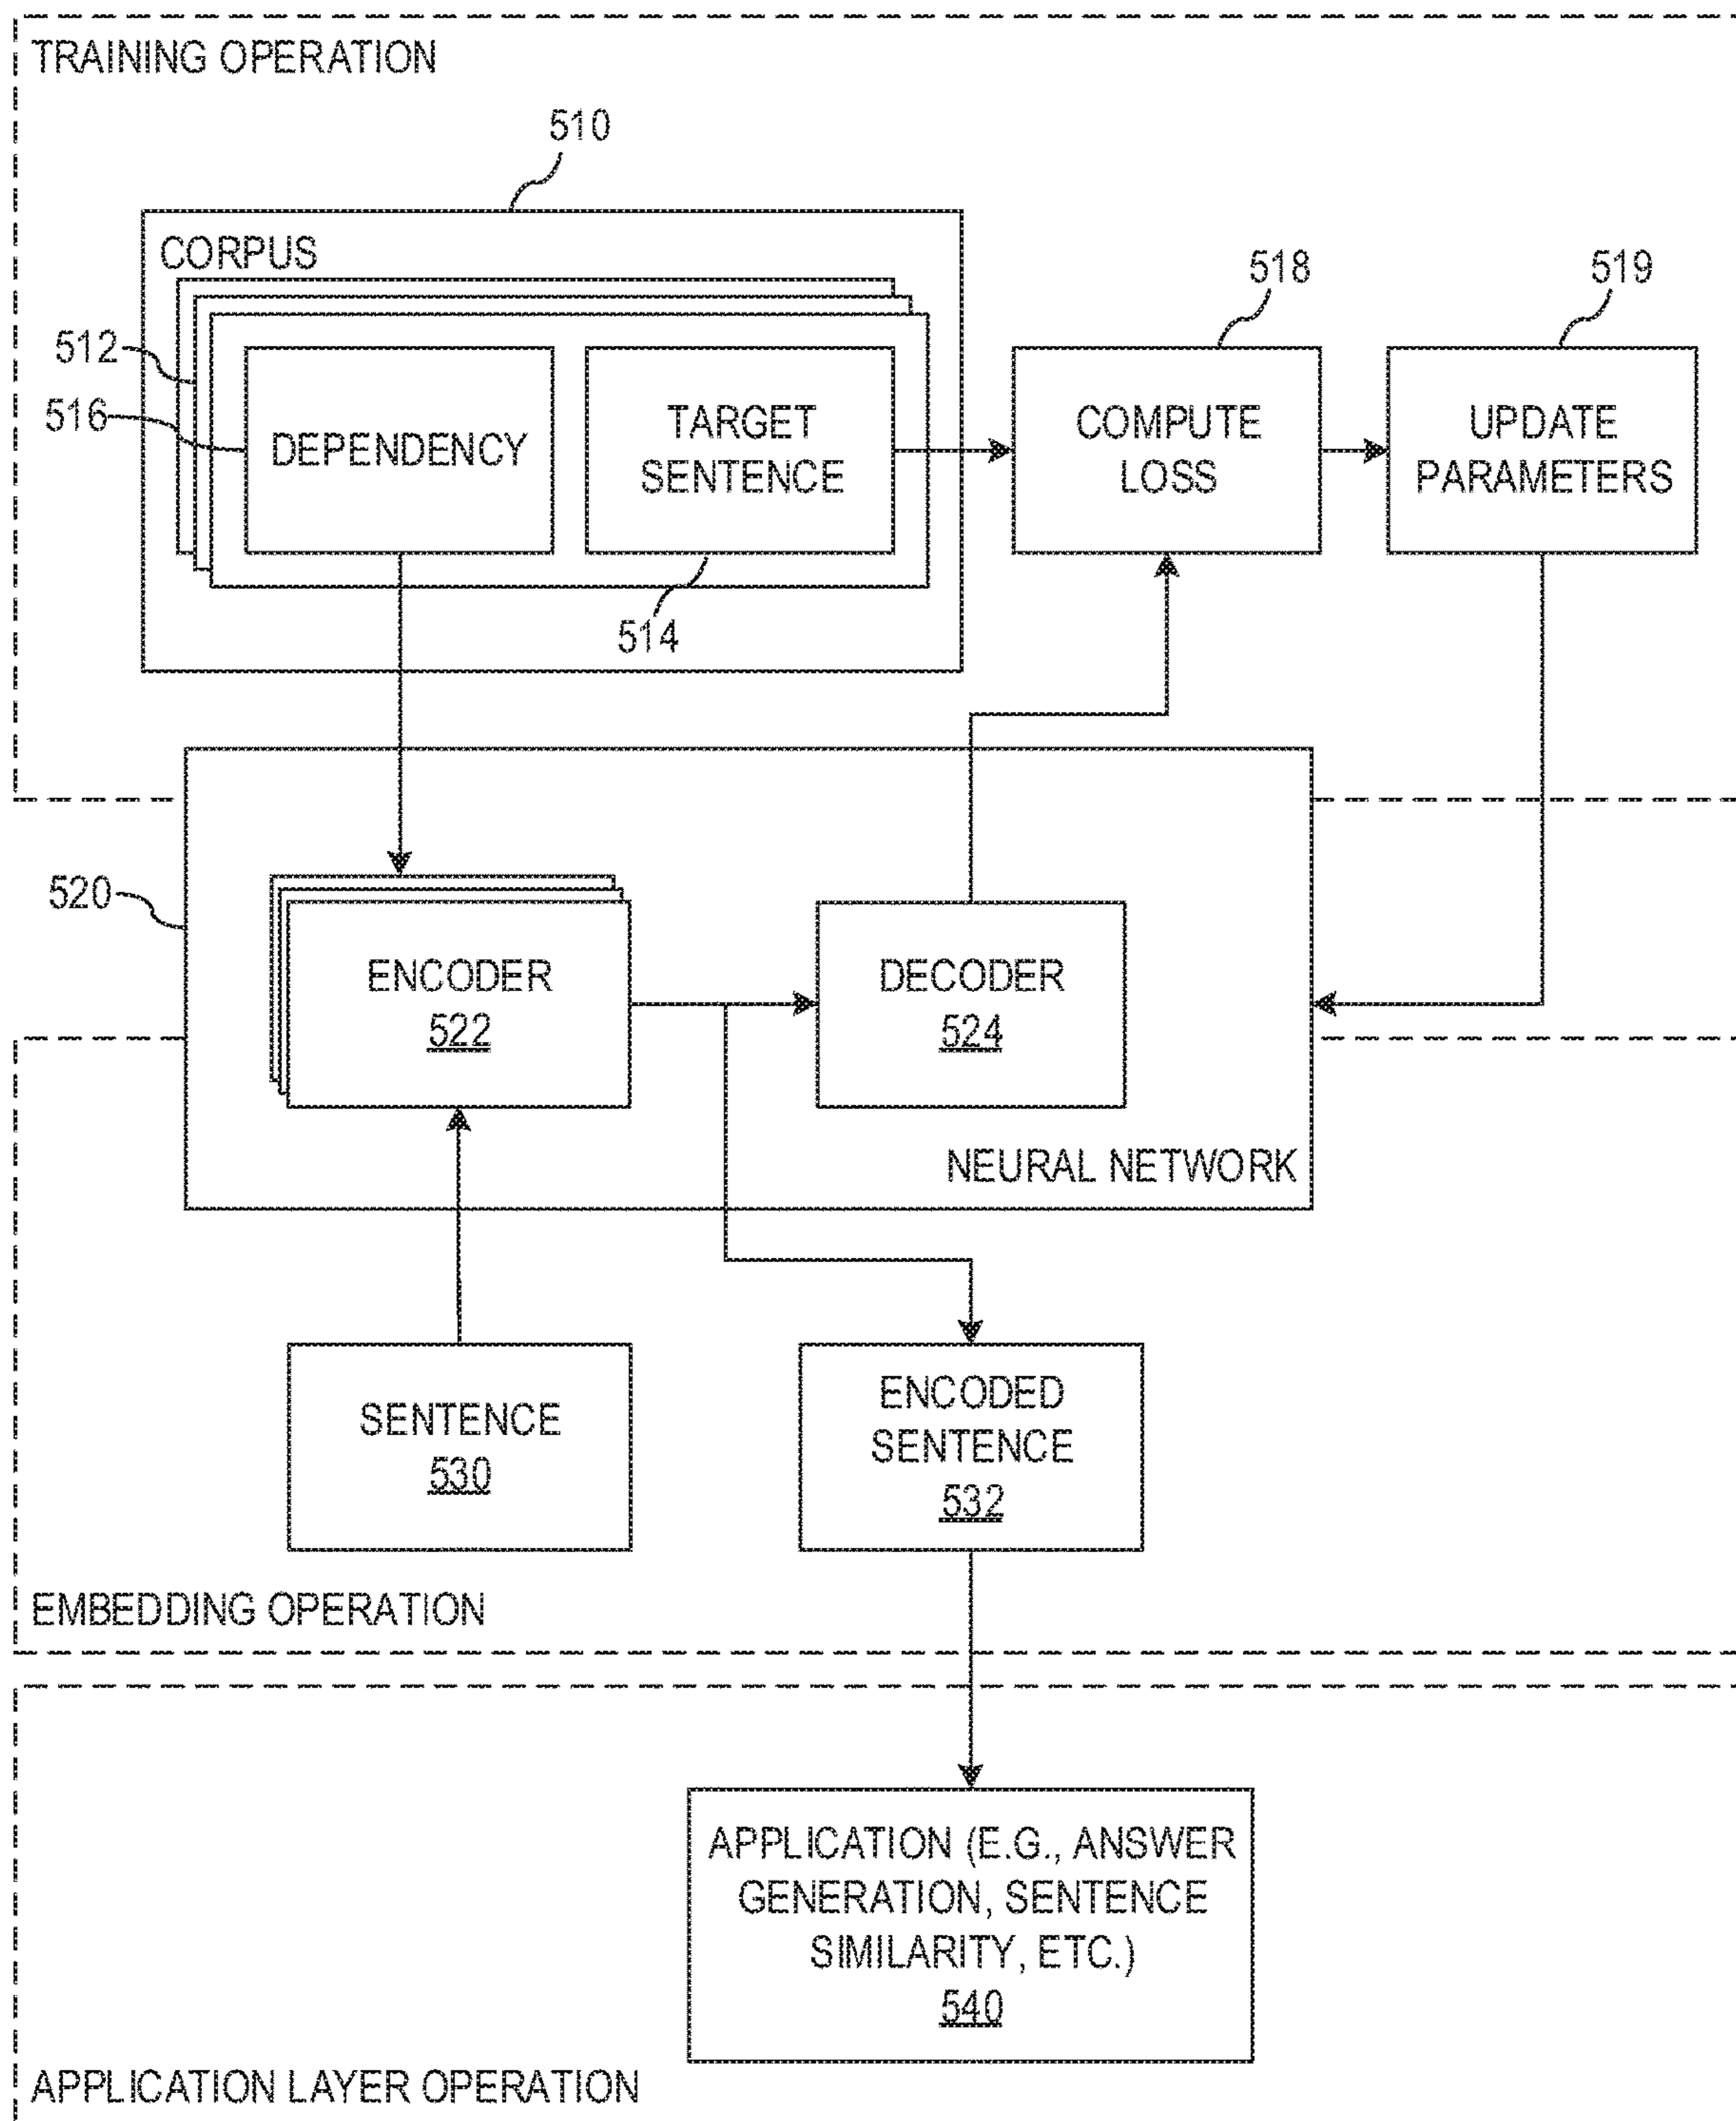 TRAINING OPERATION
510
CORPUS
518
519
512
516
DEPENDENCY
TARGET
SENTENCE
COMPUTE
LOSS
UPDATE
PARAMETERS
514
520
ENCODER
522
DECODER
524
NEURAL NETWORK
SENTENCE
530
ENCODED
SENTENCE
532
EMBEDDING OPERATION
APPLICATION (E.G., ANSWER
GENERATION, SENTENCE
SIMILARITY, ETC.)
540
APPLICATION LAYER OPERATION